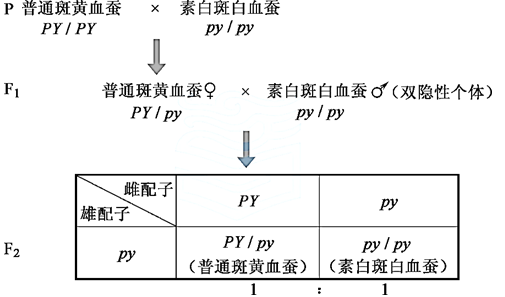 P 普通斑黄血蚕 × 素白斑白血蚕
PY / PY py / py
F1 普通斑黄血蚕♀ × 素白斑白血蚕♂(双隐性个体)
PY / py py / py
雌配子
雄配子
PY py
F2 py PY / py py / py
(普通斑黄血蚕) (素白斑白血蚕)
1 : 1